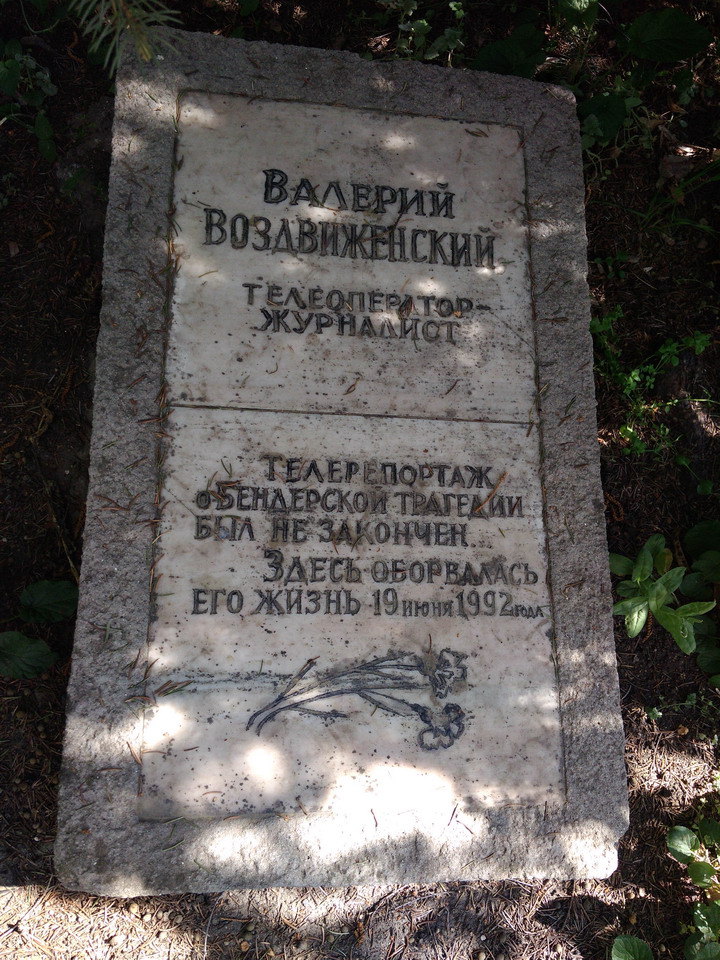 ВАЛЕРИЙ
ВОЗДВИЖЕНСКИЙ
ТЕЛЕОПЕРАТОР-
ЖУРНАЛИСТ
ТЕЛЕРЕПОРТАЖ
о БЕНДЕРСКОЙ ТРАГЕДИИ
БЫЛ НЕ ЗАКОНЧЕН.
ЗДЕСЬ ОБОРВАЛАСЬ
ЕГО ЖИЗНЬ 19 июня 1992 года